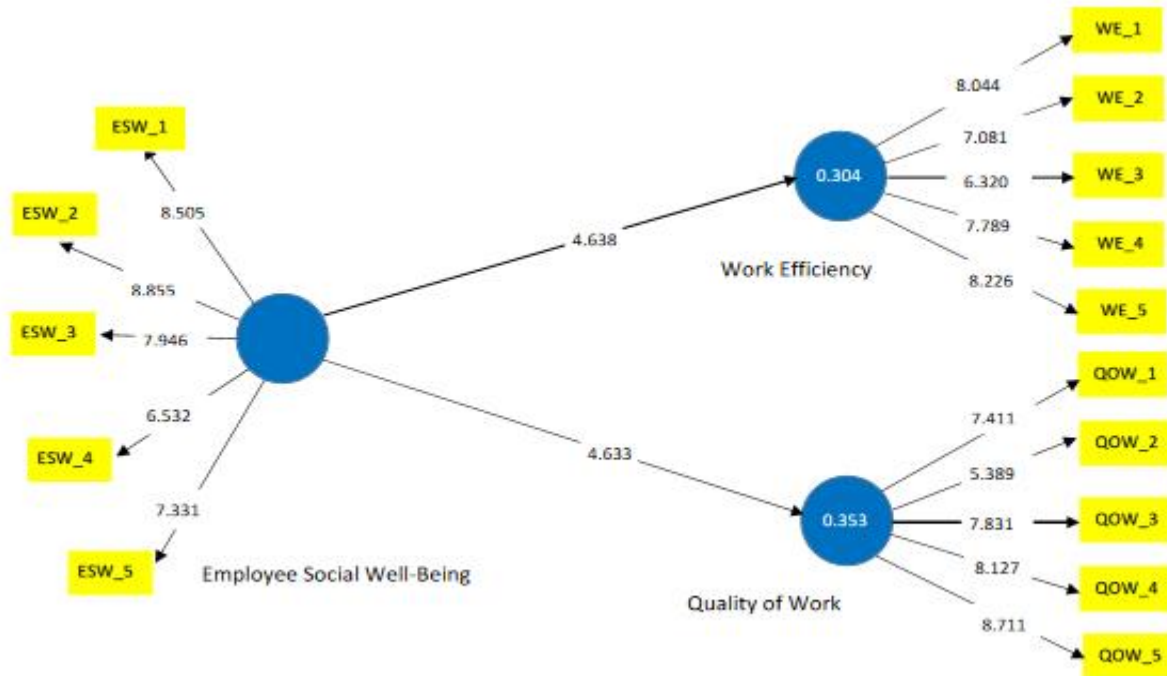 ESW_1
8.505
ESW_2
8.855
ESW_3
7.946
6.532
ESW_4
7.331
ESW_5
Employee Social Well-Being
4.638
4.633
0.304
Work Efficiency
8.044
WE_1
7.081
WE_2
6.320
WE_3
7.789
WE_4
8.226
WE_5
0.353
Quality of Work
7.411
QOW_1
5.389
QOW_2
7.831
QOW_3
8.127
QOW_4
8.711
QOW_5